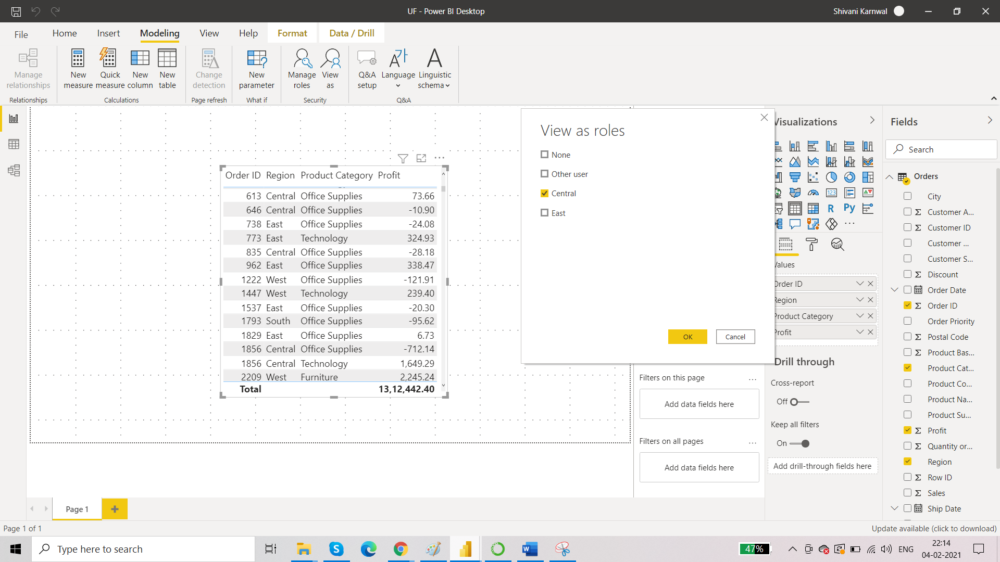 UF - Power BI Desktop
Shivani Karnwal
File Home Insert Modeling View Help Format Data / Drill
Manage relationships
New measure
Quick measure
New column
New table
Change detection
New parameter
Manage roles
View as
Q&A setup
Language
Linguistic schema
Relationships Calculations Page refresh What if Security Q&A
Order ID Region Product Category Profit
613 Central Office Supplies 73.66
646 Central Office Supplies -10.90
738 East Office Supplies -24.08
773 East Technology 324.93
835 Central Office Supplies -28.18
962 East Office Supplies 338.47
1222 West Office Supplies -121.91
1447 West Technology 239.40
1537 East Office Supplies -20.30
1793 South Office Supplies -95.62
1829 East Office Supplies 6.73
1856 Central Office Supplies -712.14
1856 Central Technology 1,649.29
2209 West Furniture 2,245.24
Total 13,12,442.40
View as roles
None
Other user
Central
East
OK Cancel
Filters on this page
Add data fields here
Filters on all pages
Add data fields here
Visualizations
123
R Py
Values
Order ID
Region
Product Category
Profit
Drill through
Cross-report
Off
Keep all filters
On
Add drill-through fields here
Fields
Search
Orders
City
Customer A...
Customer ID
Customer ...
Customer S...
Discount
Order Date
Order ID
Order Priority
Postal Code
Product Bas...
Product Cat...
Product Co...
Product Na...
Product Su...
Profit
Quantity or...
Region
Row ID
Sales
Ship Date
Page 1
Page 1 of 1
Update available (click to download)
Type here to search
47%
ENG
22:14
04-02-2021